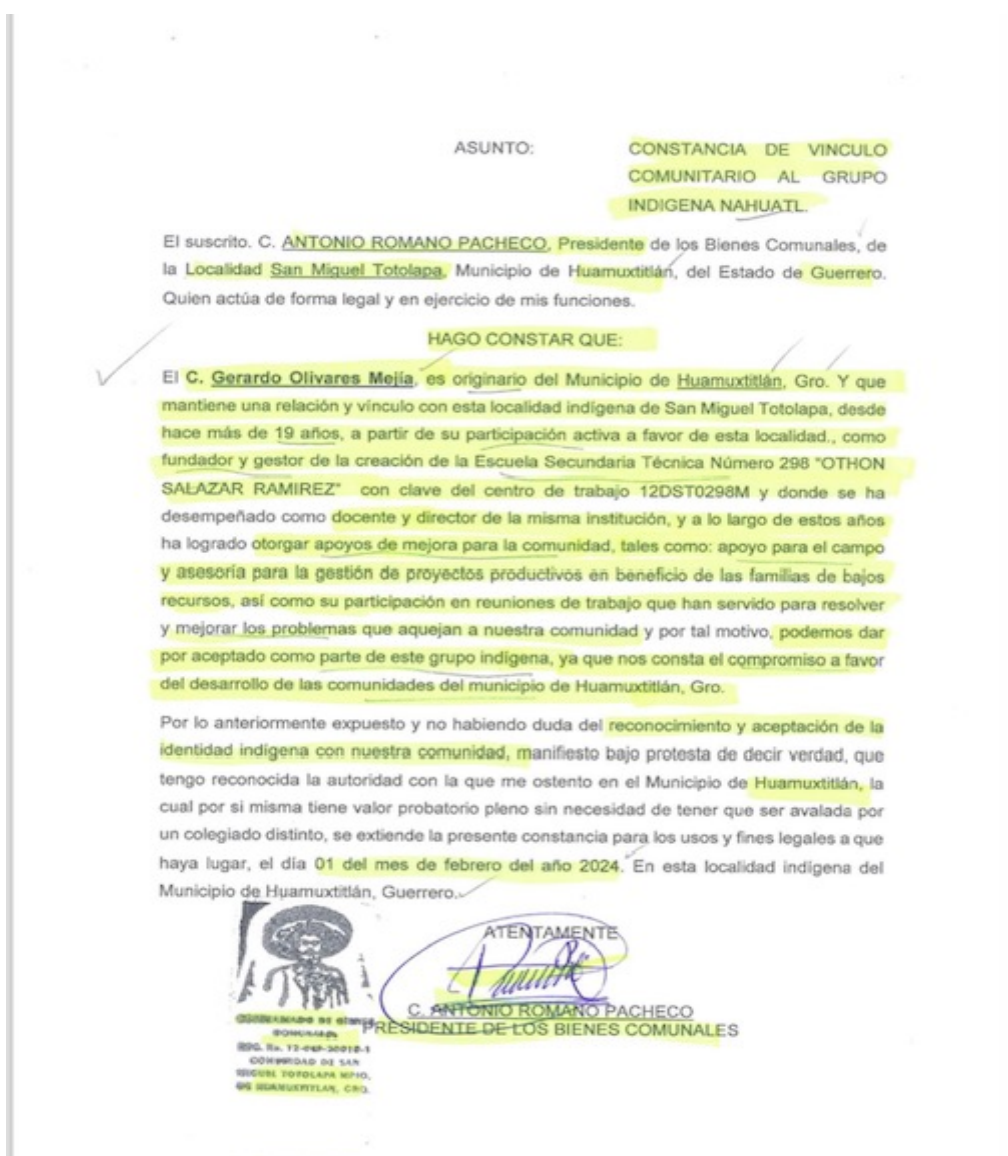 ASUNTO: CONSTANCIA DE VINCULO
COMUNITARIO AL GRUPO
INDIGENA NAHUATL.
El suscrito. C. ANTONIO ROMANO PACHECO, Presidente de los Bienes Comunales, de
la Localidad San Miguel Totolapa, Municipio de Huamuxtitlán, del Estado de Guerrero.
Quien actúa de forma legal y en ejercicio de mis funciones.
HAGO CONSTAR QUE:
El C. Gerardo Olivares Mejía, es originario del Municipio de Huamuxtitlán, Gro. Y que
mantiene una relación y vínculo con esta localidad indígena de San Miguel Totolapa, desde
hace más de 19 años, a partir de su participación activa a favor de esta localidad., como
fundador y gestor de la creación de la Escuela Secundaria Técnica Número 298 "OTHON
SALAZAR RAMIREZ" con clave del centro de trabajo 12DST0298M y donde se ha
desempeñado como docente y director de la misma institución, y a lo largo de estos años
ha logrado otorgar apoyos de mejora para la comunidad, tales como: apoyo para el campo
y asesoría para la gestión de proyectos productivos en beneficio de las familias de bajos
recursos, así como su participación en reuniones de trabajo que han servido para resolver
y mejorar los problemas que aquejan a nuestra comunidad y por tal motivo, podemos dar
por aceptado como parte de este grupo indígena, ya que nos consta el compromiso a favor
del desarrollo de las comunidades del municipio de Huamuxtitlán, Gro.
Por lo anteriormente expuesto y no habiendo duda del reconocimiento y aceptación de la
identidad indígena con nuestra comunidad, manifiesto bajo protesta de decir verdad, que
tengo reconocida la autoridad con la que me ostento en el Municipio de Huamuxtitlán, la
cual por si misma tiene valor probatorio pleno sin necesidad de tener que ser avalada por
un colegiado distinto, se extiende la presente constancia para los usos y fines legales a que
haya lugar, el día 01 del mes de febrero del año 2024. En esta localidad indígena del
Municipio de Huamuxtitlán, Guerrero.
ATENTAMENTE
C. ANTONIO ROMANO PACHECO
PRESIDENTE DE LOS BIENES COMUNALES
COMUNALES
COMUNIDAD DE SAN
MIGUEL TOTOLAPA MPIO.
DE HUAMUXTITLAN, GRO.